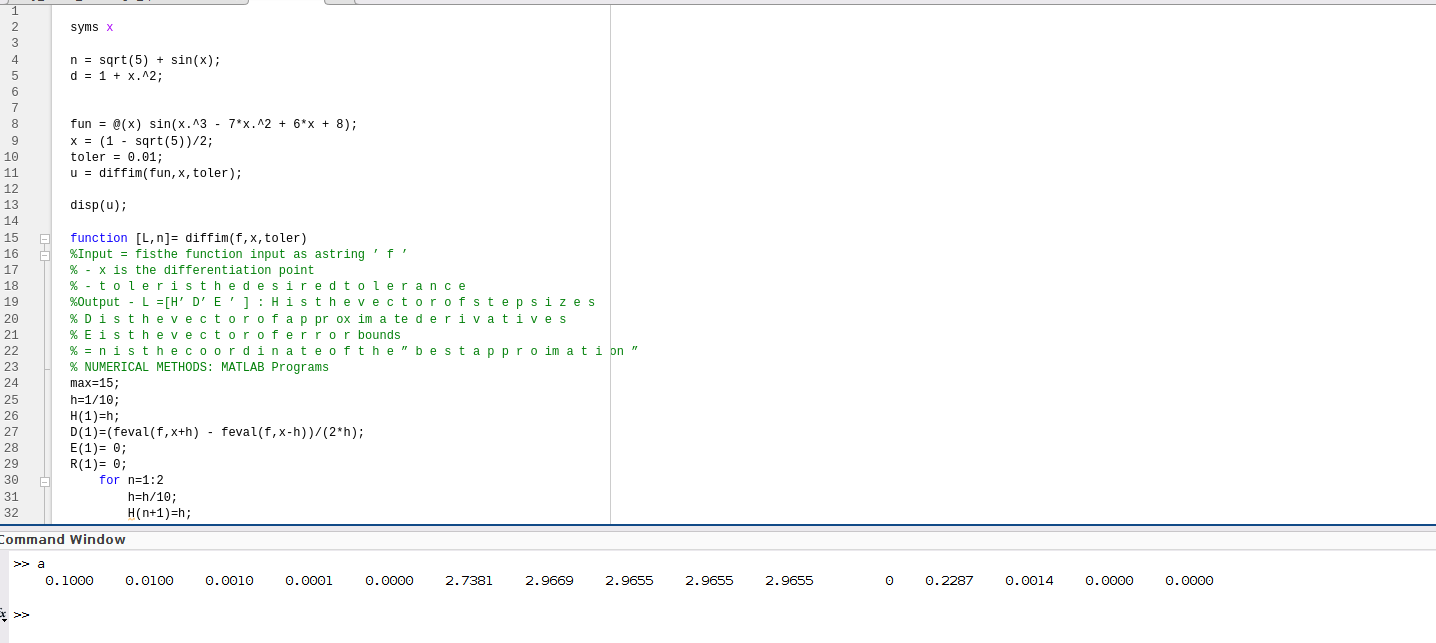 1
2 syms x
3
4 n = sqrt(5) + sin(x);
5 d = 1 + x.^2;
6
7
8 fun = @(x) sin(x.^3 - 7*x.^2 + 6*x + 8);
9 x = (1 - sqrt(5))/2;
10 toler = 0.01;
11 u = diffim(fun,x,toler);
12
13 disp(u);
14
15 function [L,n]= diffim(f,x,toler)
16 %Input = fisthe function input as astring ’ f ’
17 % - x is the differentiation point
18 % - t o l e r i s t h e d e s i r e d t o l e r a n c e
19 %Output - L =[H’ D’ E ’ ] : H i s t h e v e c t o r o f s t e p s i z e s
20 % D i s t h e v e c t o r o f a p pr ox im a te d e r i v a t i v e s
21 % E i s t h e v e c t o r o f e r r o r bounds
22 % = n i s t h e c o o r d i n a t e o f t h e ” b e s t a p p r o im a t i on ”
23 % NUMERICAL METHODS: MATLAB Programs
24 max=15;
25 h=1/10;
26 H(1)=h;
27 D(1)=(feval(f,x+h) - feval(f,x-h))/(2*h);
28 E(1)= 0;
29 R(1)= 0;
30 for n=1:2
31 h=h/10;
32 H(n+1)=h;
Command Window
>> a
0.1000 0.0100 0.0010 0.0001 0.0000 2.7381 2.9669 2.9655 2.9655 2.9655 0 0.2287 0.0014 0.0000 0.0000
>>